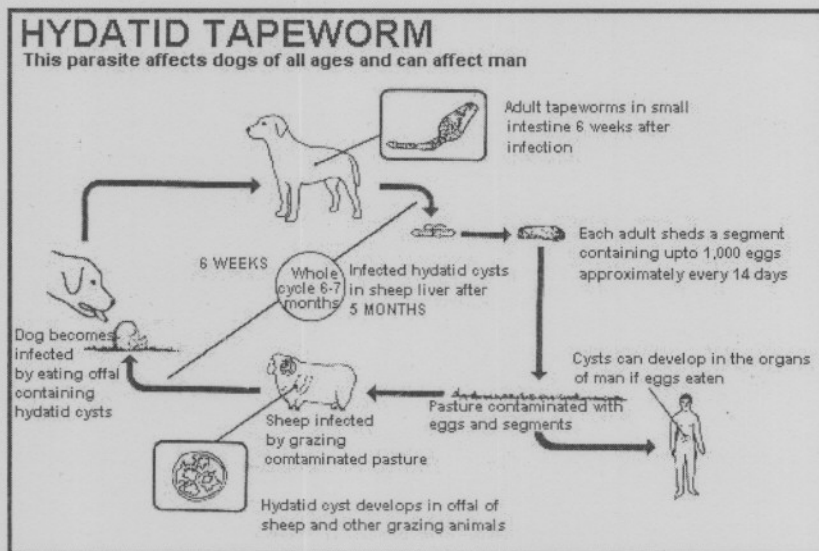 HYDATID TAPEWORM
This parasite affects dogs of all ages and can affect man
Adult tapeworms in small
intestine 6 weeks after
infection
Each adult sheds a segment
containing upto 1,000 eggs
approximately every 14 days
6 WEEKS
Whole
cycle 6-7
months
Infected hydatid cysts
in sheep liver after
5 MONTHS
Dog becomes
infected
by eating offal
containing
hydatid cysts
Cysts can develop in the organs
of man if eggs eaten
Pasture contaminated with
eggs and segments
Sheep infected
by grazing
comtaminated pasture
Hydatid cyst develops in offal of
sheep and other grazing animals